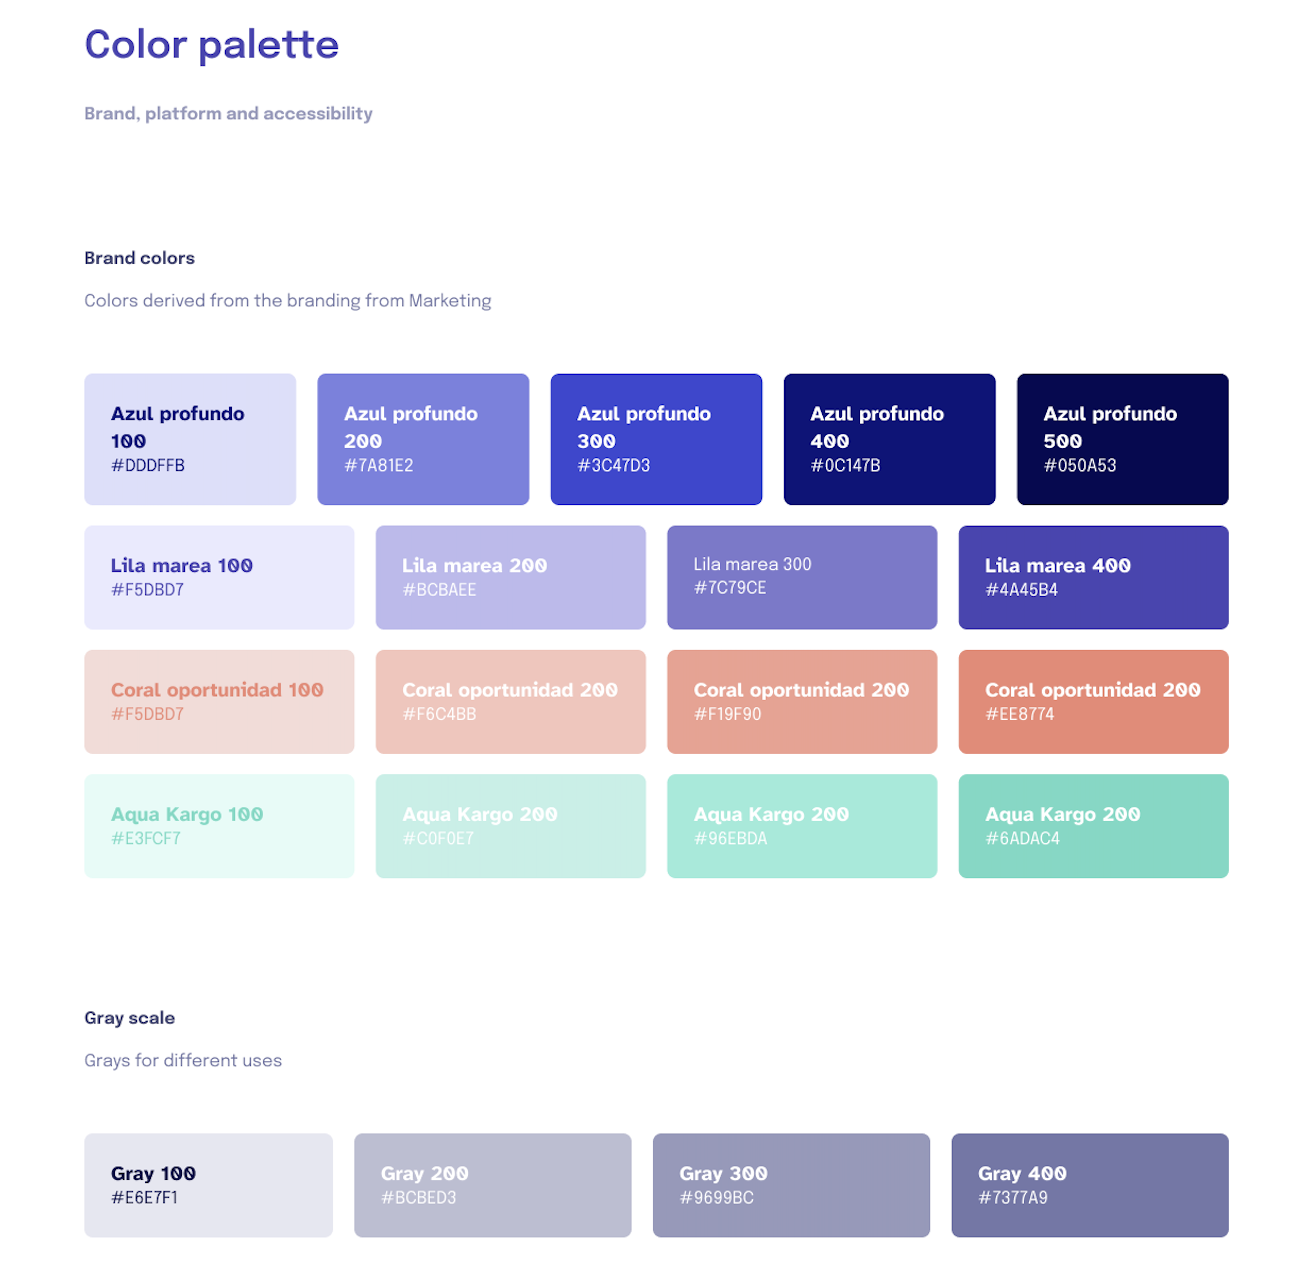 Color palette
Brand, platform and accessibility
Brand colors
Colors derived from the branding from Marketing
Azul profundo
100
#DDDFFB
Azul profundo
200
#7A81E2
Azul profundo
300
#3C47D3
Azul profundo
400
#0C147B
Azul profundo
500
#050A53
Lila marea 100
#F5DBD7
Lila marea 200
#BCBAEE
Lila marea 300
#7C79CE
Lila marea 400
#4A45B4
Coral oportunidad 100
#F5DBD7
Coral oportunidad 200
#F6C4BB
Coral oportunidad 200
#F19F90
Coral oportunidad 200
#EE8774
Aqua Kargo 100
#E3FCF7
Aqua Kargo 200
#C0F0E7
Aqua Kargo 200
#96EBDA
Aqua Kargo 200
#6ADAC4
Gray scale
Grays for different uses
Gray 100
#E6E7F1
Gray 200
#BCBED3
Gray 300
#9699BC
Gray 400
#7377A9